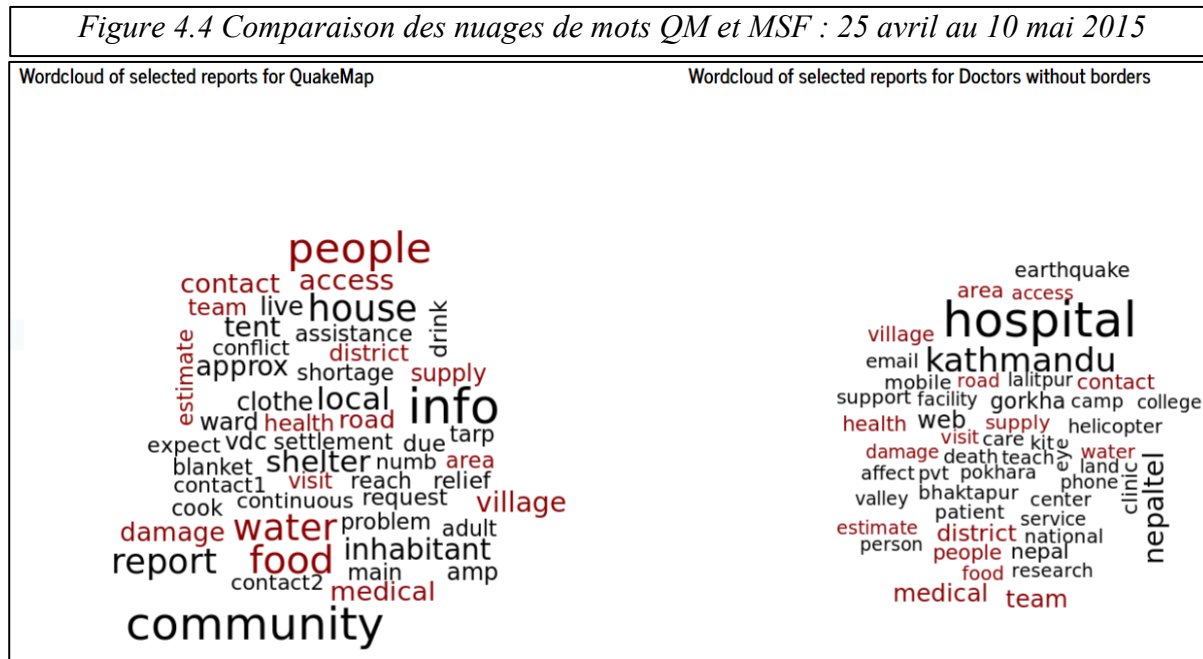 Figure 4.4 Comparaison des nuages de mots QM et MSF : 25 avril au 10 mai 2015
Wordcloud of selected reports for QuakeMap
people
contact access
team live house
drink
tent assistance
conflict district
estimate
approx shortage supply
clothe local info
ward health road
expect vdc settlement due tarp
blanket shelter numb area
contact1 visit reach relief
cook continuous request village
damage water problem adult
report food inhabitant
contact2 main amp
medical
community
Wordcloud of selected reports for Doctors without borders
earthquake
area access
hospital
village
email kathmandu
mobile road lalitpur contact
support facility gorkha camp college
health web supply helicopter
visit care kite eye
damage death teach water
affect pvt pokhara land
phone clinic
valley bhaktapur center
nepaltel
patient service
estimate district national
person people nepal
food research
medical team